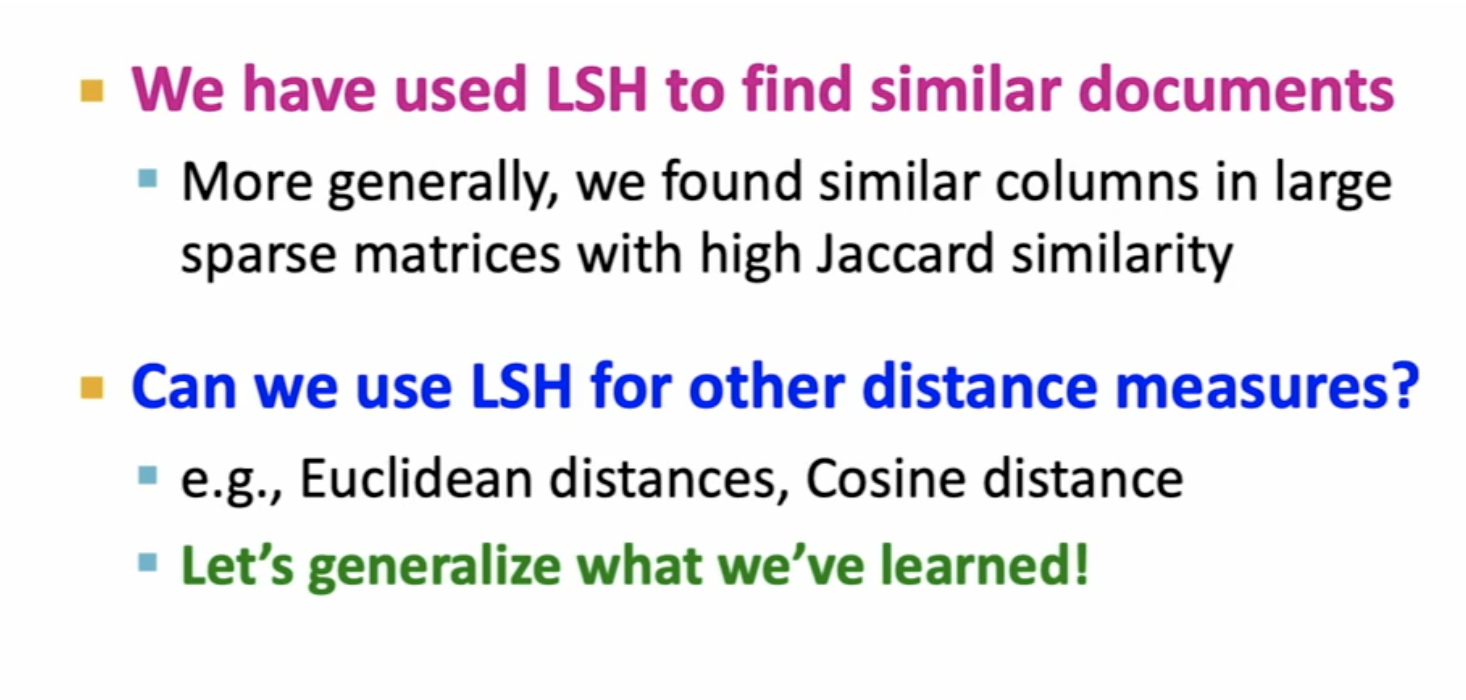 We have used LSH to find similar documents
More generally, we found similar columns in large
sparse matrices with high Jaccard similarity
Can we use LSH for other distance measures?
e.g., Euclidean distances, Cosine distance
Let’s generalize what we’ve learned!